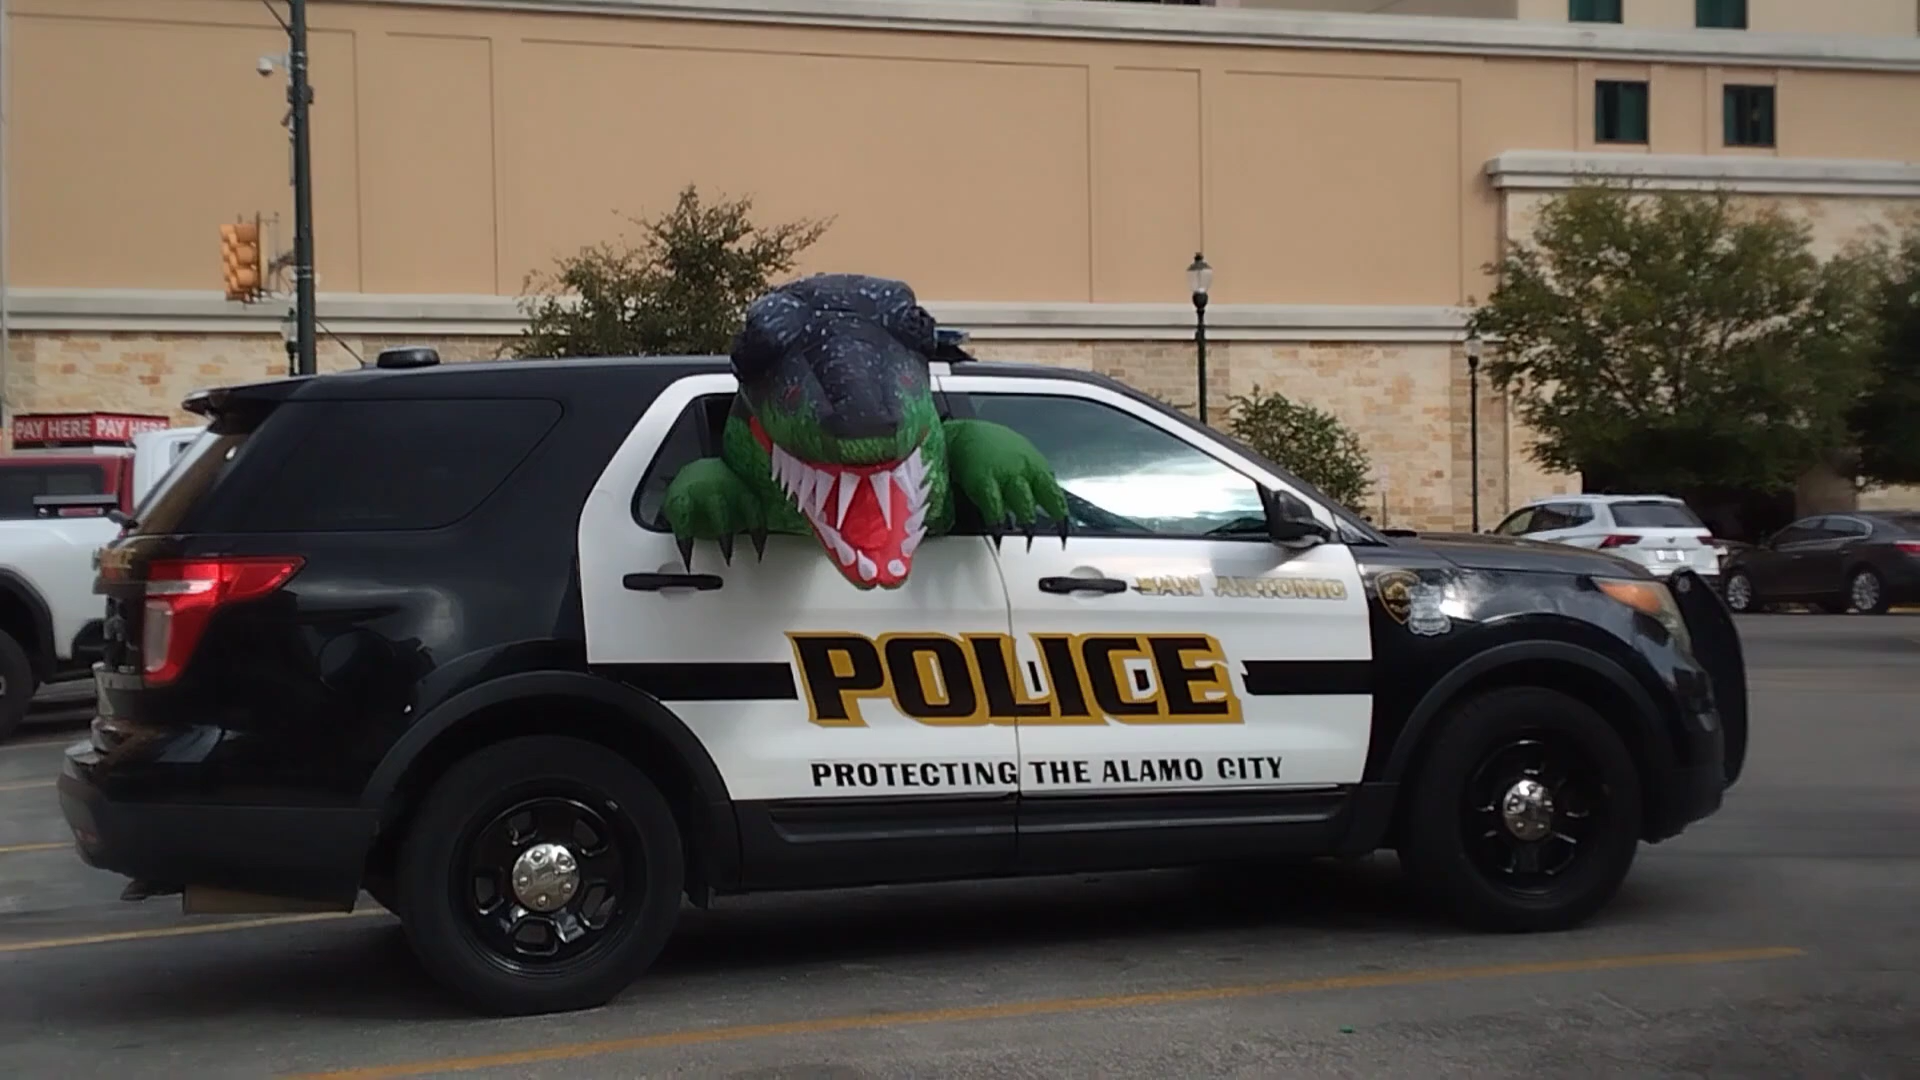 PAY HERE PAY HERE
SAN ANTONIO
POLICE
PROTECTING THE ALAMO CITY